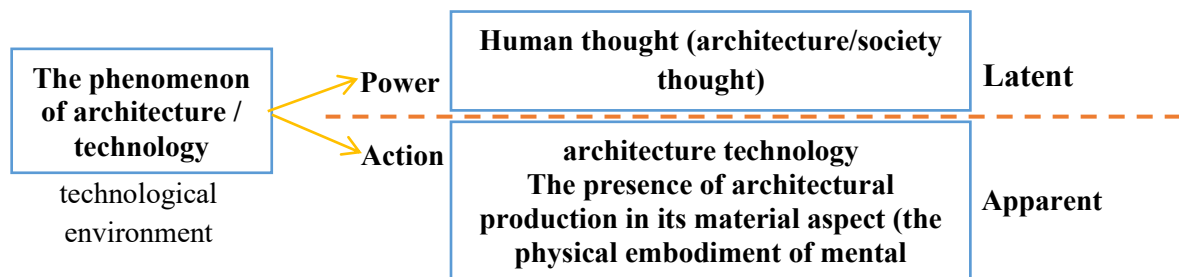 The phenomenon
of architecture /
technology
technological
environment
Power
Action
Human thought (architecture/society
thought)
Latent
architecture technology
The presence of architectural
production in its material aspect (the
physical embodiment of mental
Apparent